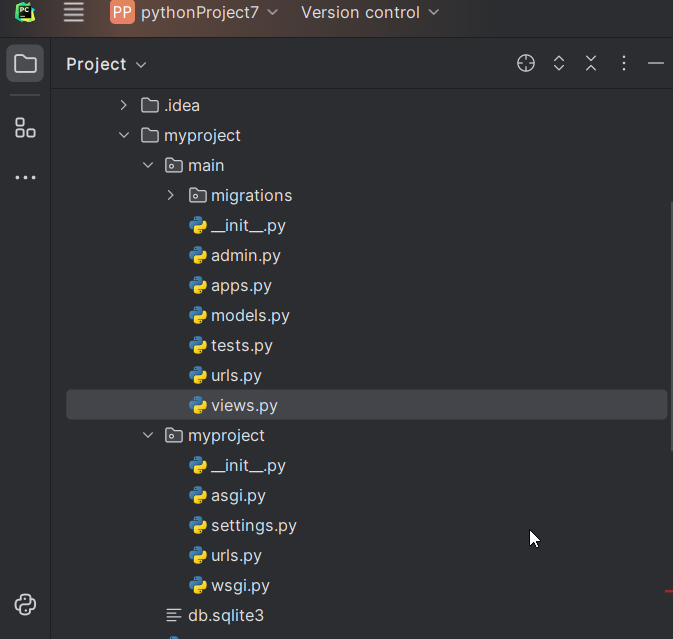 PC
PP pythonProject7 Version control
Project
.idea
myproject
main
migrations
__init__.py
admin.py
apps.py
models.py
tests.py
urls.py
views.py
myproject
__init__.py
asgi.py
settings.py
urls.py
wsgi.py
db.sqlite3